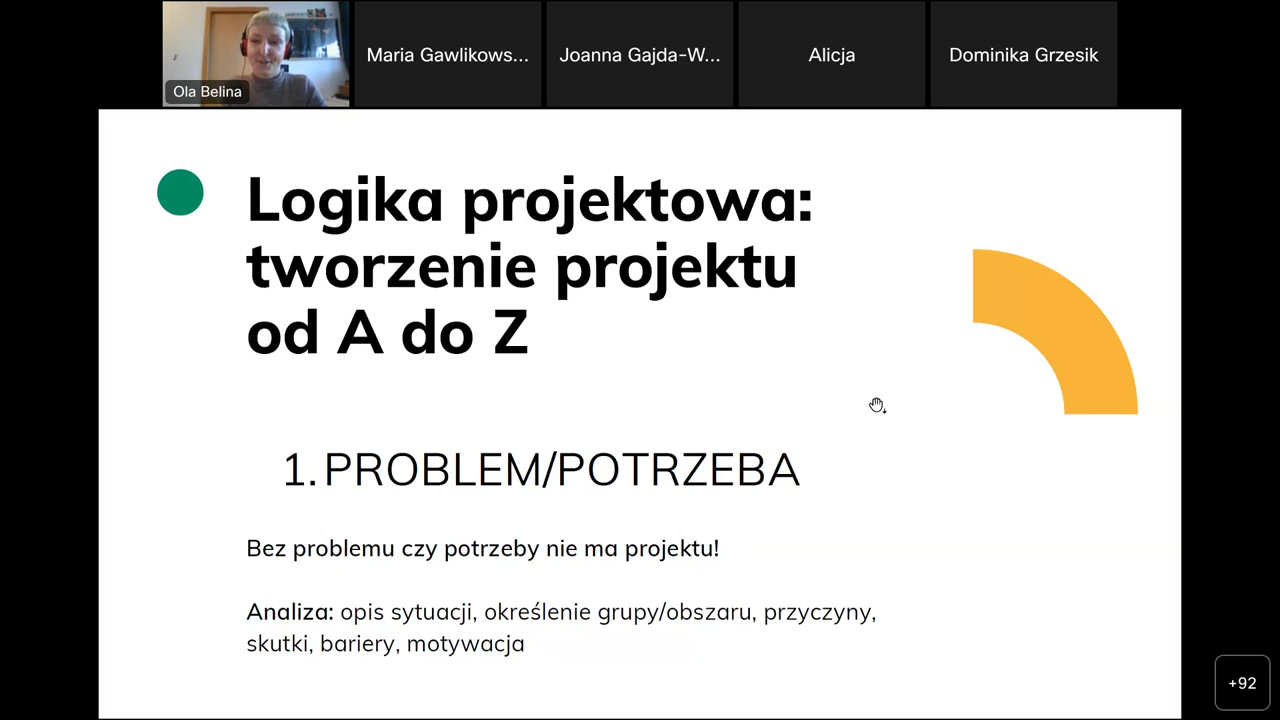 Ola Belina
Maria Gawlikows...
Joanna Gajda-W...
Alicja
Dominika Grzesik
Logika projektowa:
tworzenie projektu
od A do Z
1. PROBLEM/POTRZEBA
Bez problemu czy potrzeby nie ma projektu!
Analiza: opis sytuacji, określenie grupy/obszaru, przyczyny,
skutki, bariery, motywacja
+92